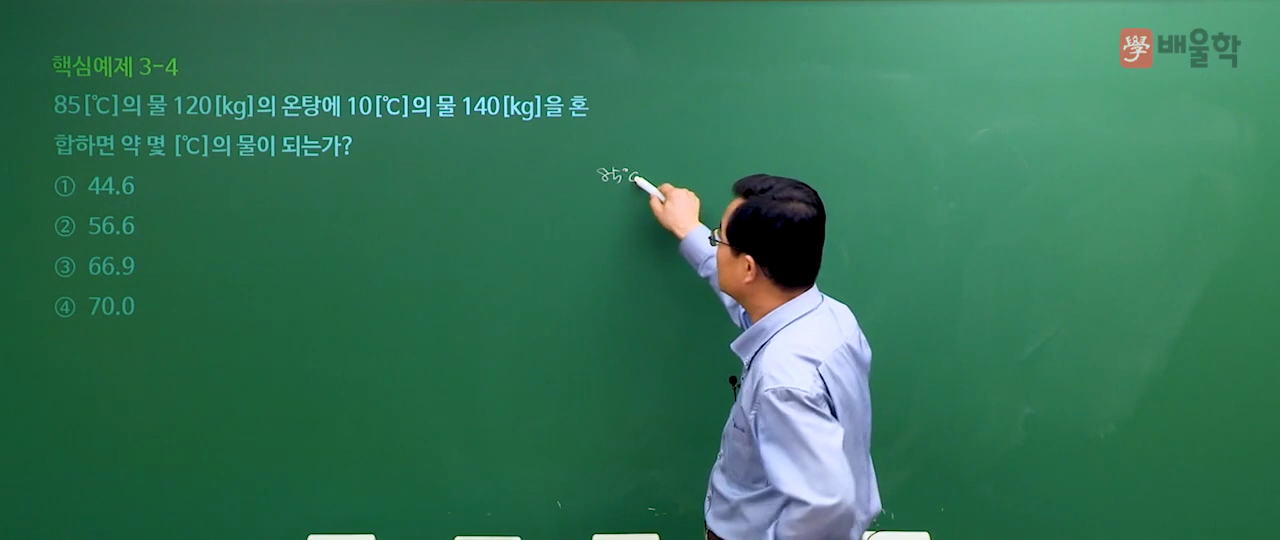 學배울학
핵심예제 3-4
85[℃]의 물 120[kg]의 온탕에 10[℃]의 물 140[kg]을 혼
합하면 약 몇 [℃]의 물이 되는가?
① 44.6
② 56.6
③ 66.9
④ 70.0
85℃